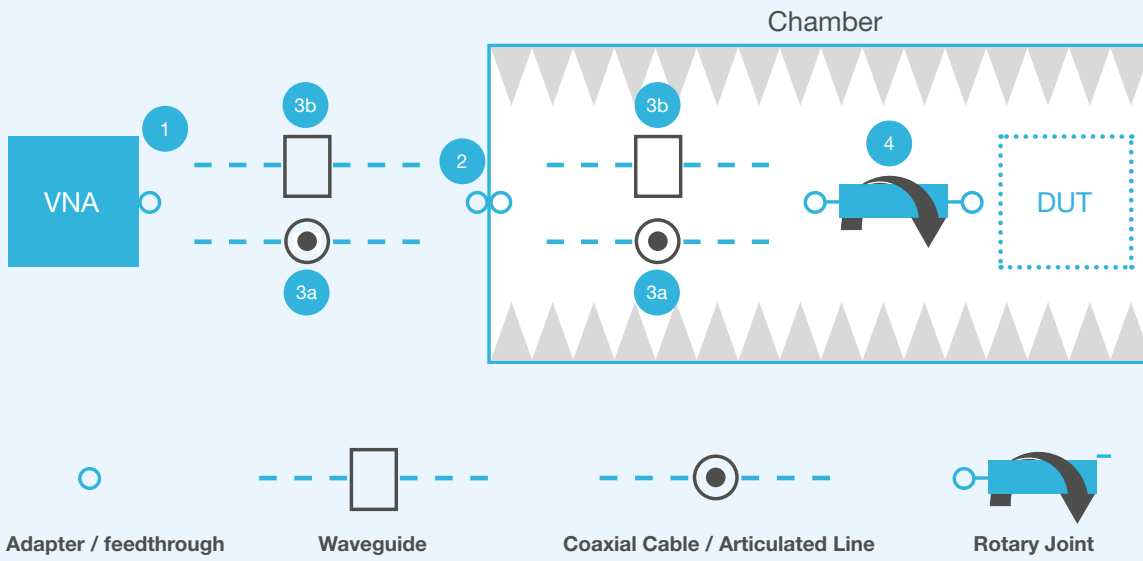 Chamber
3b
3b
1
4
2
VNA
DUT
3a
3a
Adapter / feedthrough
Waveguide
Coaxial Cable / Articulated Line
Rotary Joint